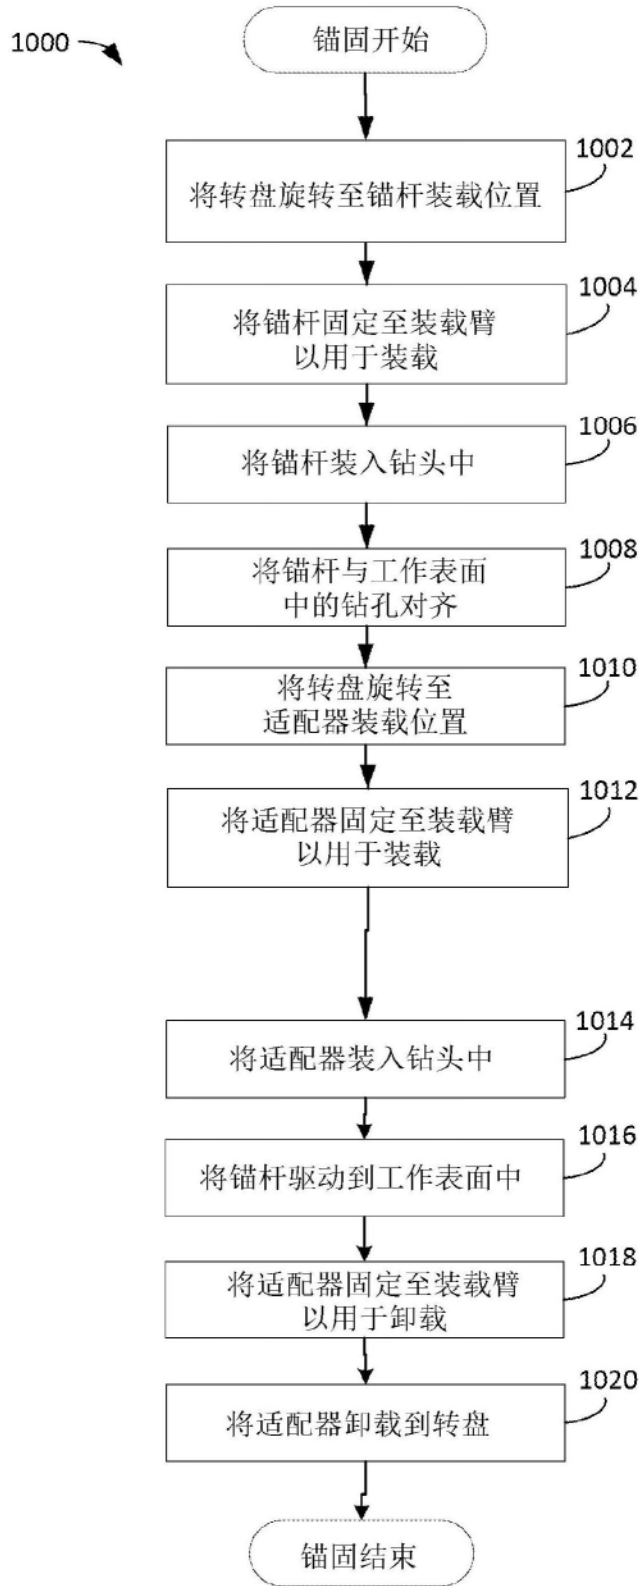 1000
锚固开始
1002
将转盘旋转至锚杆装载位置
1004
将锚杆固定至装载臂
以用于装载
1006
将锚杆装入钻头中
1008
将锚杆与工作表面
中的钻孔对齐
1010
将转盘旋转至
适配器装载位置
1012
将适配器固定至装载臂
以用于装载
1014
将适配器装入钻头中
1016
将锚杆驱动到工作表面中
1018
将适配器固定至装载臂
以用于卸载
1020
将适配器卸载到转盘
锚固结束